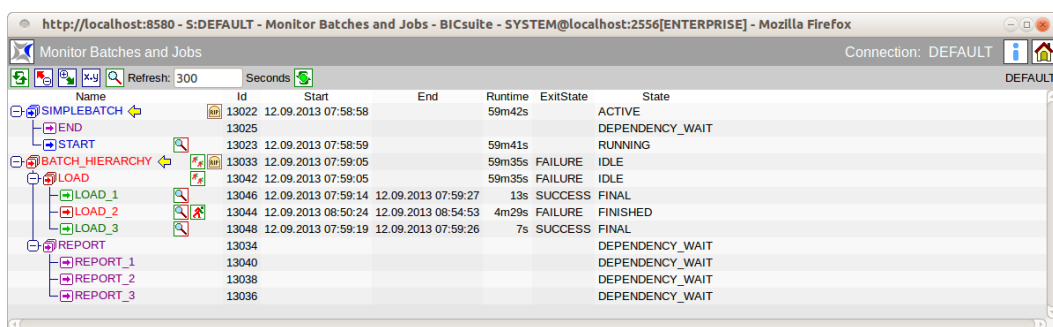 http://localhost:8580 - S:DEFAULT - Monitor Batches and Jobs - BICsuite - SYSTEM@localhost:2556[ENTERPRISE] - Mozilla Firefox
Monitor Batches and Jobs Connection: DEFAULT
x-y Refresh: 300 Seconds DEFAULT
Name Id Start End Runtime ExitState State
SIMPLEBATCH RIP 13022 12.09.2013 07:58:58 59m42s ACTIVE
END 13025 DEPENDENCY_WAIT
START 13023 12.09.2013 07:58:59 59m41s RUNNING
BATCH_HIERARCHY RIP 13033 12.09.2013 07:59:05 59m35s FAILURE IDLE
LOAD 13042 12.09.2013 07:59:05 59m35s FAILURE IDLE
LOAD_1 13046 12.09.2013 07:59:14 12.09.2013 07:59:27 13s SUCCESS FINAL
LOAD_2 13044 12.09.2013 08:50:24 12.09.2013 08:54:53 4m29s FAILURE FINISHED
LOAD_3 13048 12.09.2013 07:59:19 12.09.2013 07:59:26 7s SUCCESS FINAL
REPORT 13034 DEPENDENCY_WAIT
REPORT_1 13040 DEPENDENCY_WAIT
REPORT_2 13038 DEPENDENCY_WAIT
REPORT_3 13036 DEPENDENCY_WAIT